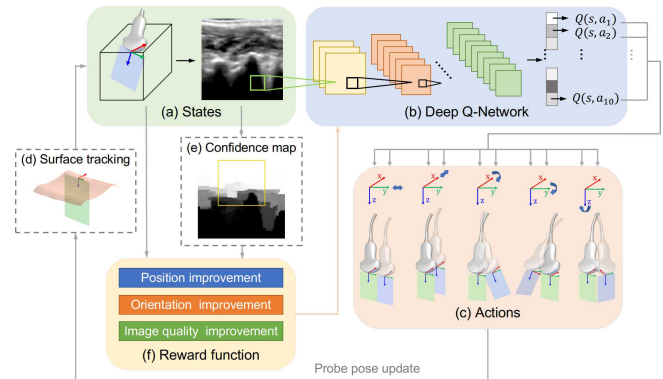 (a) States
Q(s, a₁)
Q(s, a₂)
Q(s, a₁₀)
(b) Deep Q-Network
(d) Surface tracking
(e) Confidence map
Position improvement
Orientation improvement
Image quality improvement
(f) Reward function
x
y
z
x
y
z
x
y
z
x
y
z
x
y
z
(c) Actions
Probe pose update